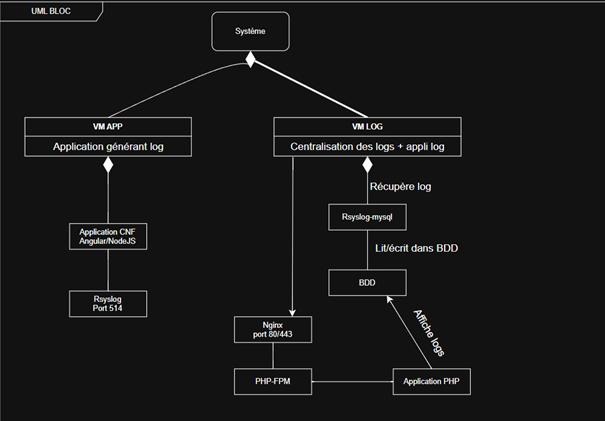 UML BLOC
Système
VM APP
Application générant log
VM LOG
Centralisation des logs + appli log
Récupère log
Rsyslog-mysql
Application CNF
Angular/NodeJS
Lit/écrit dans BDD
BDD
Rsyslog
Port 514
Nginx
port 80/443
Affiche logs
PHP-FPM
Application PHP